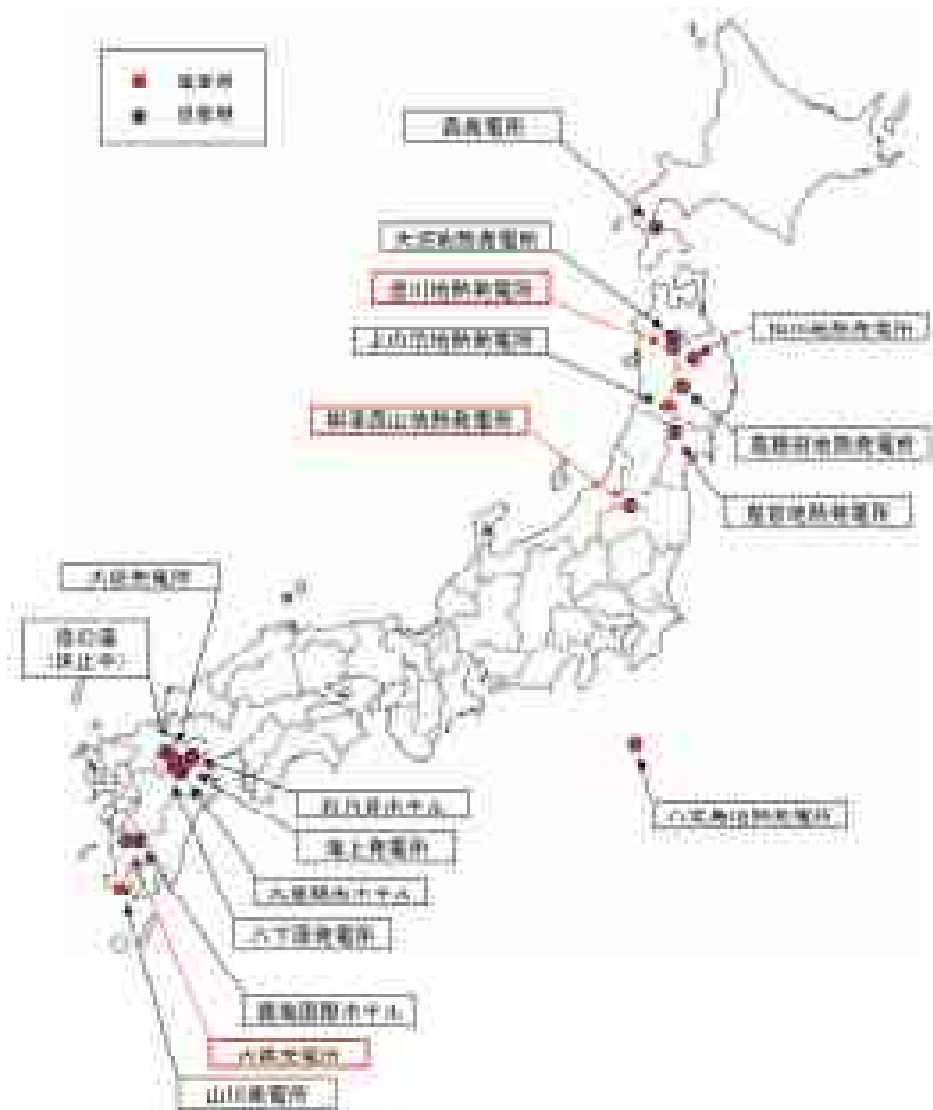 森発電所
大沼地熱発電所
澄川地熱発電所
上の岱地熱発電所
松川地熱発電所
柳津西山地熱発電所
葛根田地熱発電所
鬼首地熱発電所
大岳発電所
(休止中)
杉乃井ホテル
滝上発電所
八丈島地熱発電所
九重観光ホテル
八丁原発電所
霧島国際ホテル
大霧発電所
山川発電所